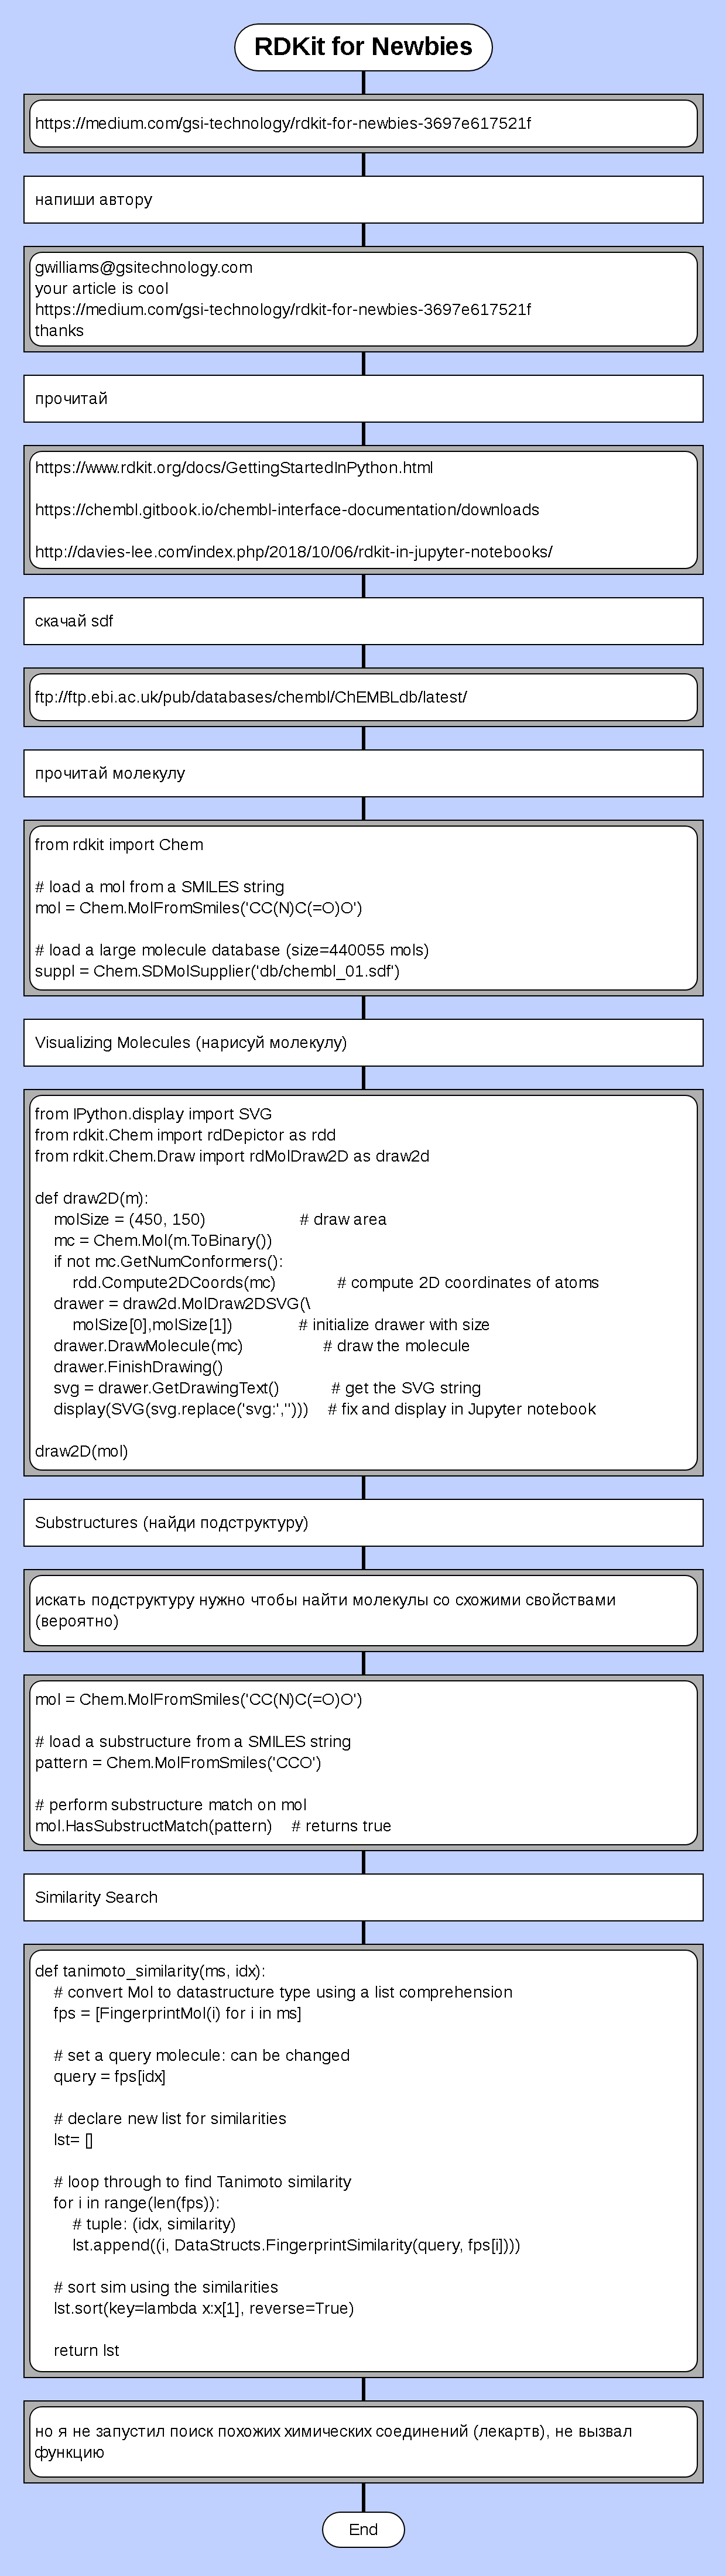 RDKit for Newbies
https://medium.com/gsi-technology/rdkit-for-newbies-3697e617521f
напиши автору
gwilliams@gsitechnology.com
your article is cool
https://medium.com/gsi-technology/rdkit-for-newbies-3697e617521f
thanks
прочитай
https://www.rdkit.org/docs/GettingStartedInPython.html
https://chembl.gitbook.io/chembl-interface-documentation/downloads
http://davies-lee.com/index.php/2018/10/06/rdkit-in-jupyter-notebooks/
скачай sdf
ftp://ftp.ebi.ac.uk/pub/databases/chembl/ChEMBLdb/latest/
прочитай молекулу
from rdkit import Chem
# load a mol from a SMILES string
mol = Chem.MolFromSmiles('CC(N)C(=O)O')
# load a large molecule database (size=440055 mols)
suppl = Chem.SDMolSupplier('db/chembl_01.sdf')
Visualizing Molecules (нарисуй молекулу)
from IPython.display import SVG
from rdkit.Chem import rdDepictor as rdd
from rdkit.Chem.Draw import rdMolDraw2D as draw2d
def draw2D(m):
    molSize = (450, 150)                    # draw area
    mc = Chem.Mol(m.ToBinary())
    if not mc.GetNumConformers():
        rdd.Compute2DCoords(mc)             # compute 2D coordinates of atoms
    drawer = draw2d.MolDraw2DSVG(\
        molSize[0],molSize[1])              # initialize drawer with size
    drawer.DrawMolecule(mc)                 # draw the molecule
    drawer.FinishDrawing()
    svg = drawer.GetDrawingText()           # get the SVG string
    display(SVG(svg.replace('svg:','')))    # fix and display in Jupyter notebook
draw2D(mol)
Substructures (найди подструктуру)
искать подструктуру нужно чтобы найти молекулы со схожими свойствами
(вероятно)
mol = Chem.MolFromSmiles('CC(N)C(=O)O')
# load a substructure from a SMILES string
pattern = Chem.MolFromSmiles('CCO')
# perform substructure match on mol
mol.HasSubstructMatch(pattern)    # returns true
Similarity Search
def tanimoto_similarity(ms, idx):
    # convert Mol to datastructure type using a list comprehension
    fps = [FingerprintMol(i) for i in ms]
    # set a query molecule: can be changed
    query = fps[idx]
    # declare new list for similarities
    lst= []
    # loop through to find Tanimoto similarity
    for i in range(len(fps)):
        # tuple: (idx, similarity)
        lst.append((i, DataStructs.FingerprintSimilarity(query, fps[i])))
    # sort sim using the similarities
    lst.sort(key=lambda x:x[1], reverse=True)
    return lst
но я не запустил поиск похожих химических соединений (лекартв), не вызвал
функцию
End